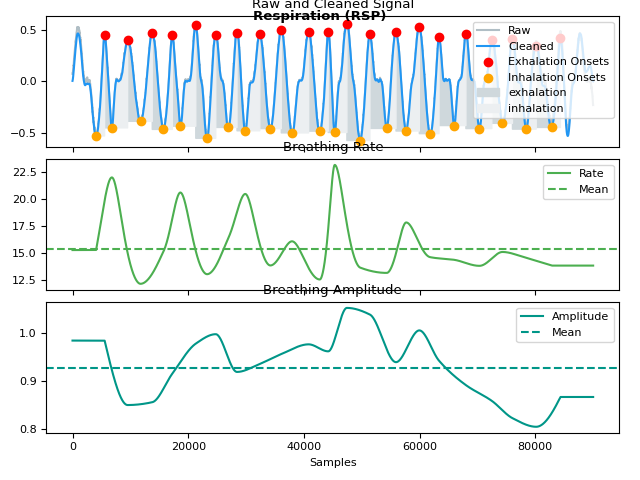 Raw and Cleaned Signal
Respiration (RSP)
0.5
0.0
−0.5
Raw
Cleaned
Exhalation Onsets
Inhalation Onsets
exhalation
inhalation
Breathing Rate
22.5
20.0
17.5
15.0
12.5
Rate
Mean
Breathing Amplitude
1.0
0.9
0.8
Amplitude
Mean
0 20000 40000 60000 80000
Samples